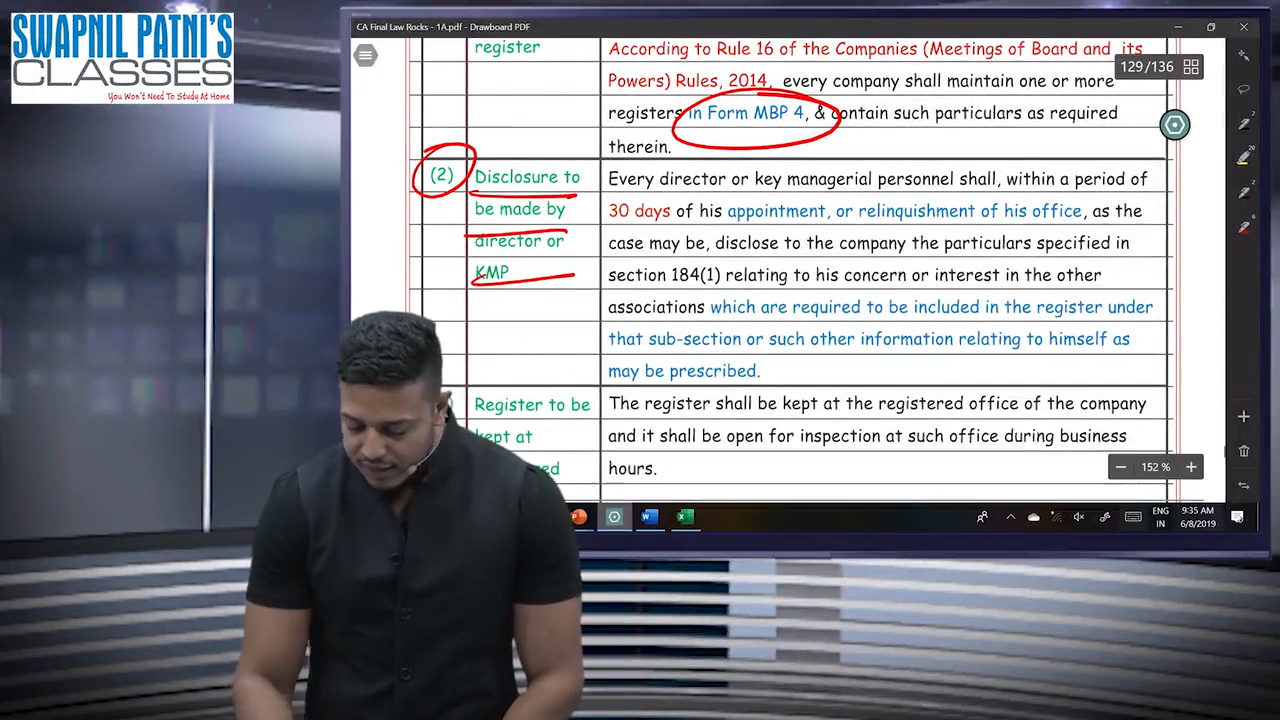 SWAPNIL PATNI'S
CLASSES
You Won't Need To Study At Home
CA Final Law Rocks - 1A.pdf - Drawboard PDF
129/136
register
According to Rule 16 of the Companies (Meetings of Board and its
Powers) Rules, 2014, every company shall maintain one or more
registers in Form MBP 4, & contain such particulars as required
therein.
(2)
Disclosure to
be made by
director or
KMP
Every director or key managerial personnel shall, within a period of
30 days of his appointment, or relinquishment of his office, as the
case may be, disclose to the company the particulars specified in
section 184(1) relating to his concern or interest in the other
associations which are required to be included in the register under
that sub-section or such other information relating to himself as
may be prescribed.
Register to be
kept at
The register shall be kept at the registered office of the company
and it shall be open for inspection at such office during business
hours.
152 %
ENG
IN
9:35 AM
6/8/2019